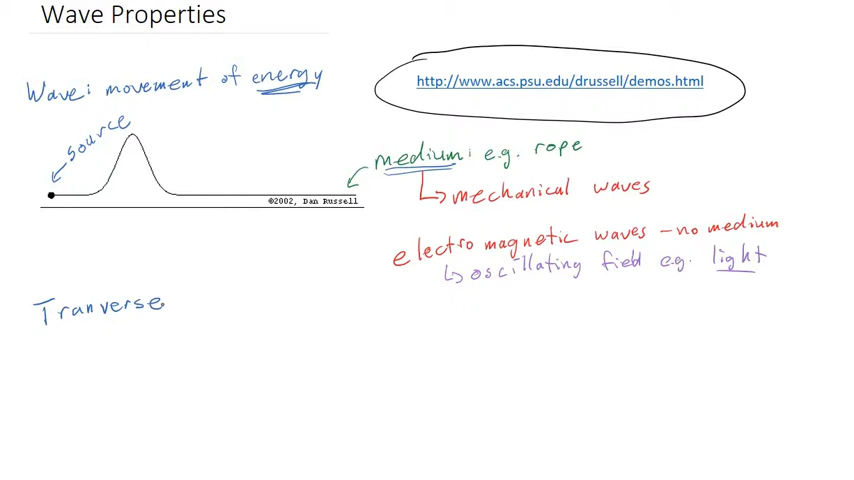 Wave Properties
Wave: movement of energy
http://www.acs.psu.edu/drussell/demos.html
source
medium: e.g. rope
mechanical waves
©2002, Dan Russell
electromagnetic waves - no medium
oscillating field e.g. light
Tranverse